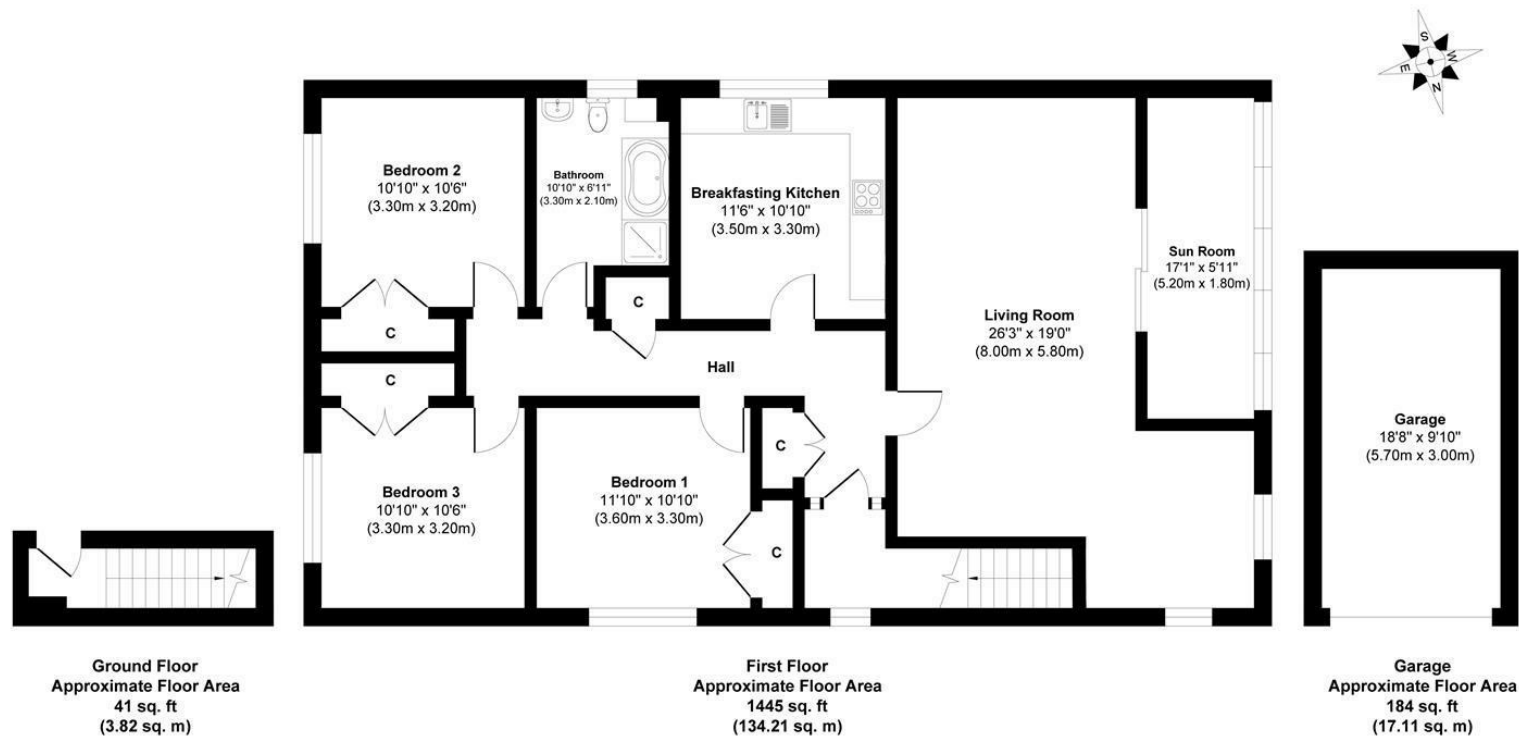 S
W
E
N
Bedroom 2
10'10" x 10'6"
(3.30m x 3.20m)
Bathroom
10'10" x 6'11"
(3.30m x 2.10m)
Breakfasting Kitchen
11'6" x 10'10"
(3.50m x 3.30m)
Sun Room
17'1" x 5'11"
(5.20m x 1.80m)
Living Room
26'3" x 19'0"
(8.00m x 5.80m)
C
C
C
Hall
Garage
18'8" x 9'10"
(5.70m x 3.00m)
C
Bedroom 3
10'10" x 10'6"
(3.30m x 3.20m)
Bedroom 1
11'10" x 10'10"
(3.60m x 3.30m)
C
Ground Floor
Approximate Floor Area
41 sq. ft
(3.82 sq. m)
First Floor
Approximate Floor Area
1445 sq. ft
(134.21 sq. m)
Garage
Approximate Floor Area
184 sq. ft
(17.11 sq. m)